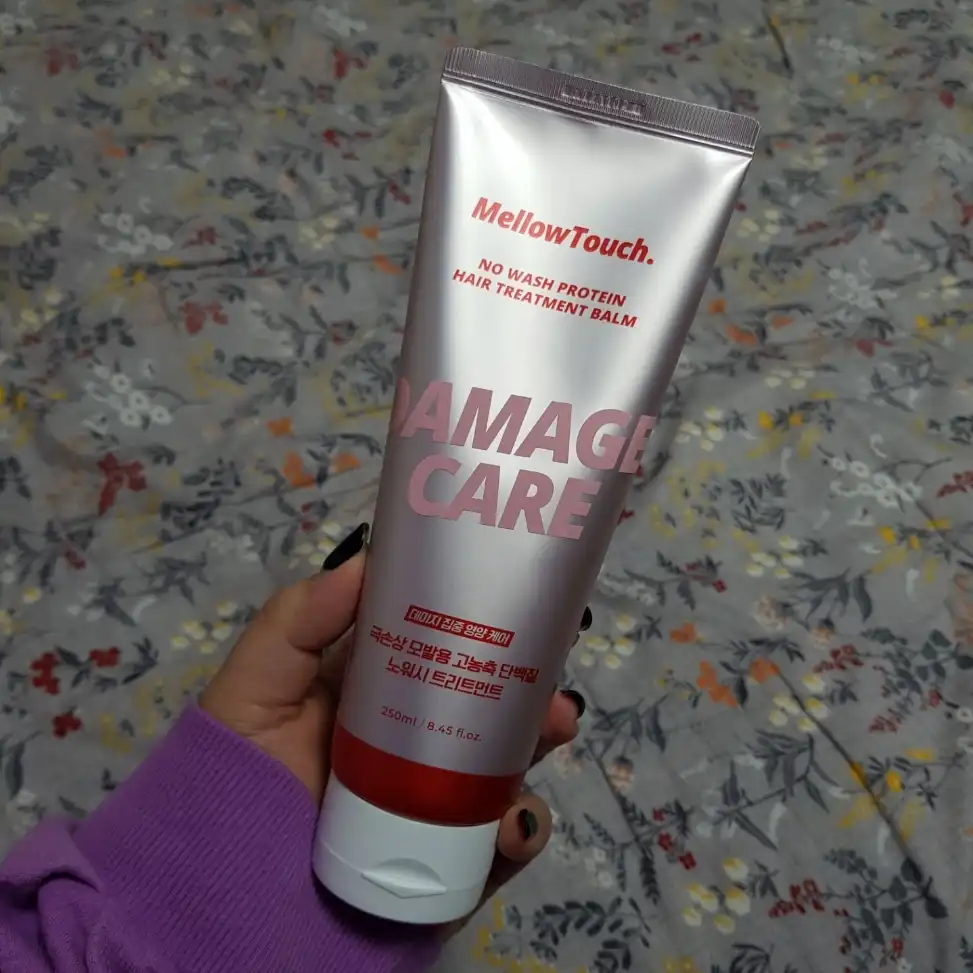 MellowTouch.
NO WASH PROTEIN
HAIR TREATMENT BALM
DAMAGE
CARE
데미지 집중 영양 케어
극손상 모발용 고농축 단백질
노워시 트리트먼트
250ml / 8.45 fl.oz.